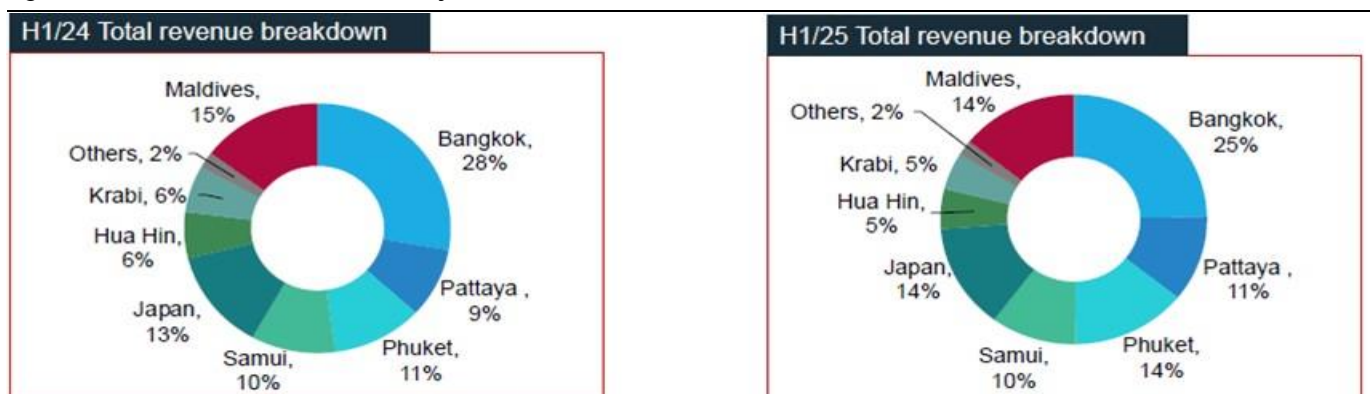 H1/24 Total revenue breakdown
Maldives,
15%
Bangkok,
28%
Others, 2%
Krabi, 6%
Hua Hin,
6%
Pattaya ,
9%
Japan,
13%
Phuket,
11%
Samui,
10%
H1/25 Total revenue breakdown
Maldives,
14%
Bangkok,
25%
Others, 2%
Krabi, 5%
Hua Hin,
5%
Pattaya ,
11%
Japan,
14%
Phuket,
14%
Samui,
10%